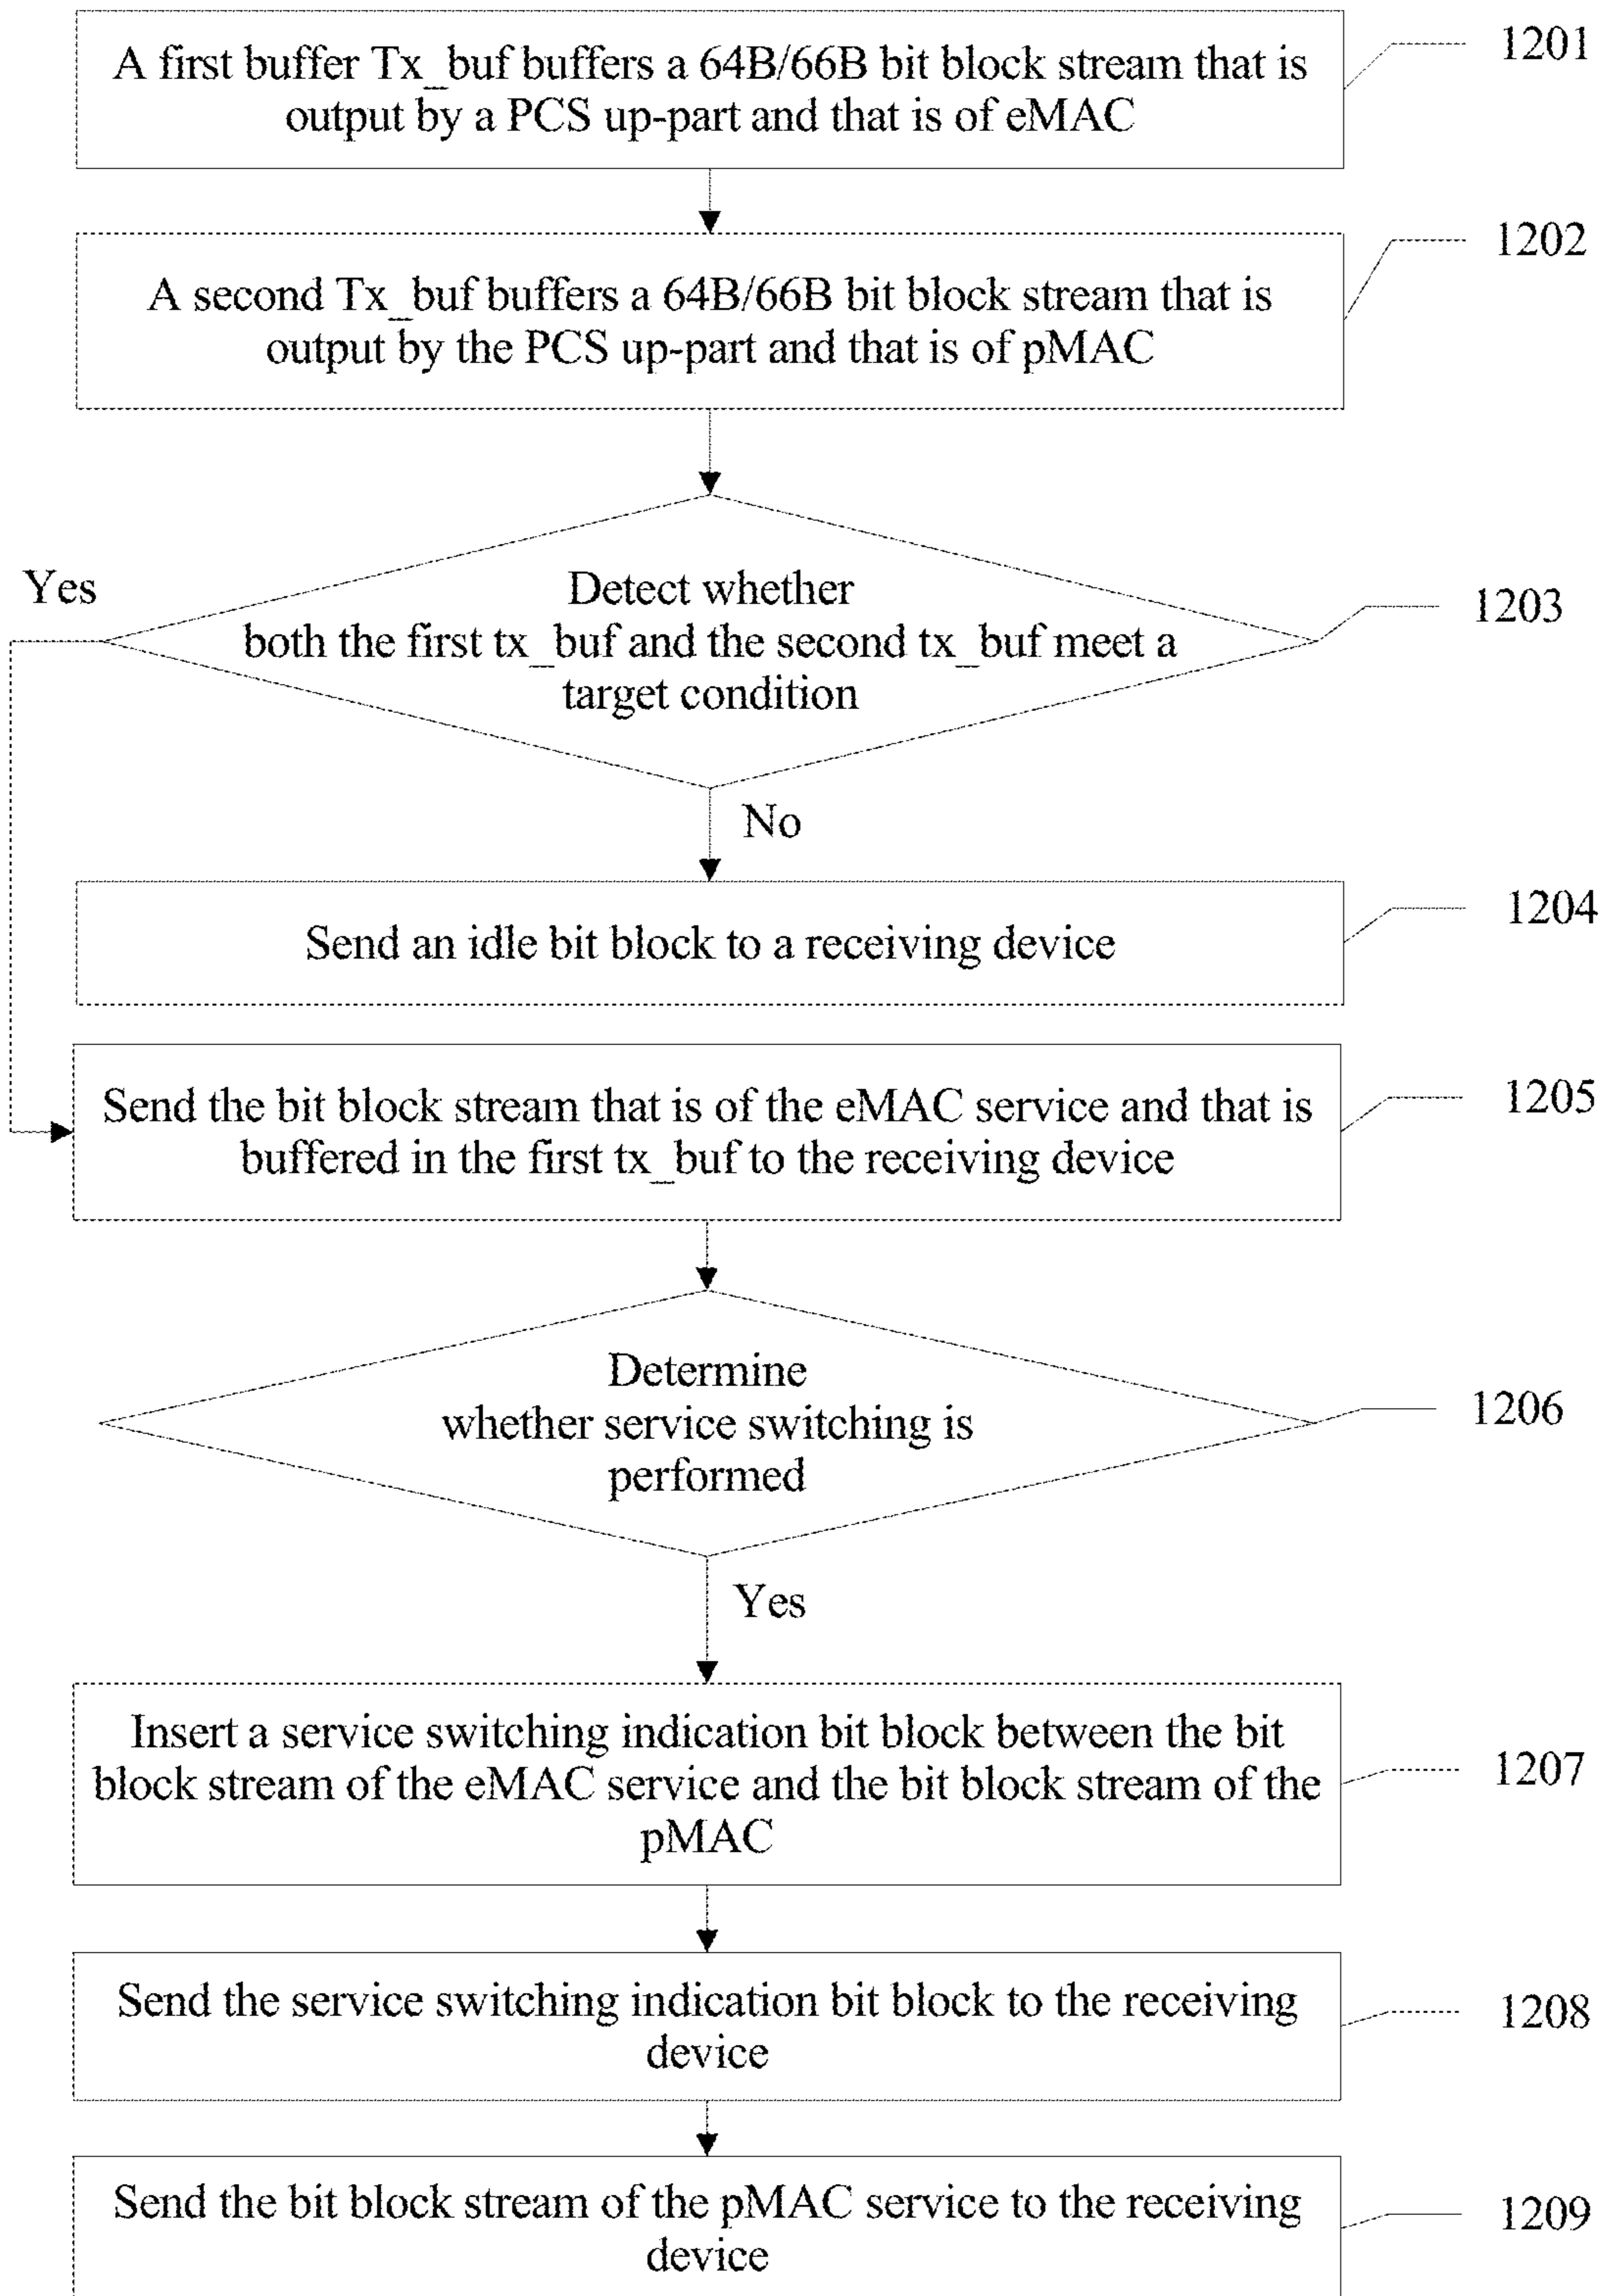 A first buffer Tx_buf buffers a 64B/66B bit block stream that is
output by a PCS up-part and that is of eMAC
1201
A second Tx_buf buffers a 64B/66B bit block stream that is
output by the PCS up-part and that is of pMAC
1202
Yes
Detect whether
both the first tx_buf and the second tx_buf meet a
target condition
1203
No
Send an idle bit block to a receiving device
1204
Send the bit block stream that is of the eMAC service and that is
buffered in the first tx_buf to the receiving device
1205
Determine
whether service switching is
performed
1206
Yes
Insert a service switching indication bit block between the bit
block stream of the eMAC service and the bit block stream of the
pMAC
1207
Send the service switching indication bit block to the receiving
device
1208
Send the bit block stream of the pMAC service to the receiving
device
1209